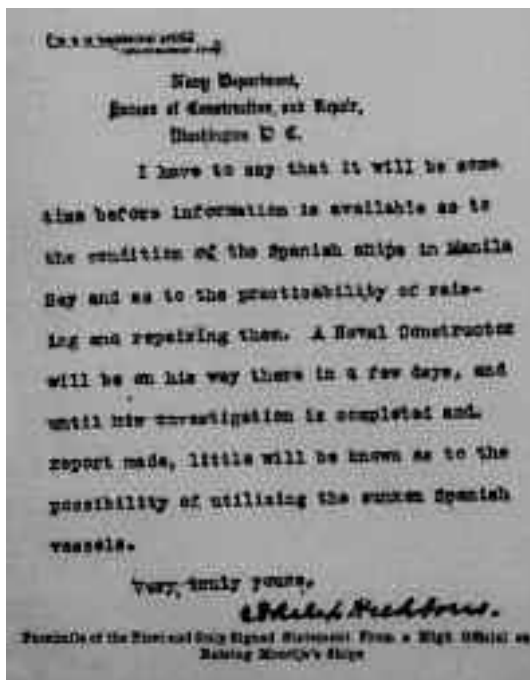 Navy Department,
Bureau of Construction and Repair,
Washington D. C.
I have to say that it will be some
time before information is available as to
the condition of the Spanish ships in Manila
Bay and as to the practicability of rais-
ing and repairing them. A Naval Constructor
will be on his way there in a few days, and
until his investigation is completed and
report made, little will be known as to the
possibility of utilizing the sunken Spanish
vessels.
Very truly yours,
Hichborn.
Facsimile of the First and Only Signed Statement From a High Official on
Raising Montijo's Ships